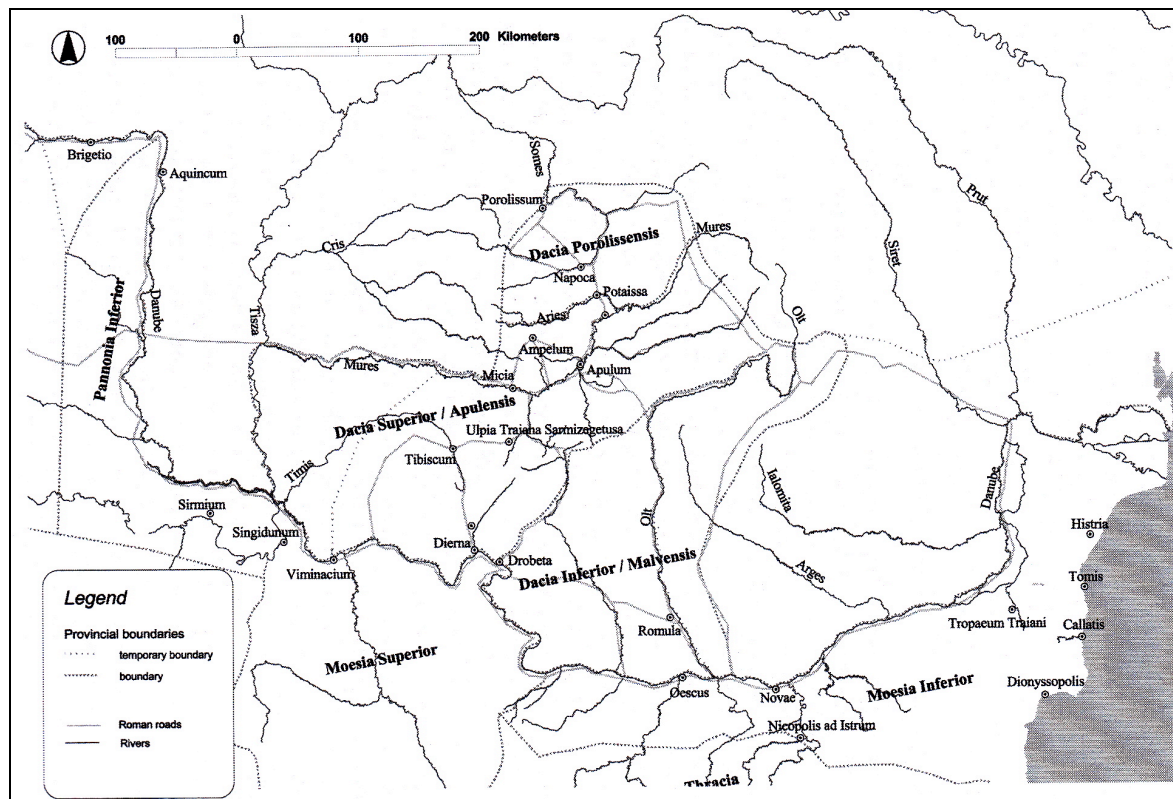 100 0 100 200 Kilometers
Brigetio
Aquincum
Somes
Porolissum
Prut
Cris
Dacia Porolissensis
Mures
Siret
Napoca
Pannonia Inferior
Danube
Tisza
Potaissa
Aries
Olt
Ampelum
Mures
Micia
Apulum
Dacia Superior / Apulensis
Ulpia Traiana Sarmizegetusa
Tibiscum
Timis
Ialomita
Danube
Sirmium
Olt
Singidunum
Histria
Dierna
Drobeta
Viminacium
Dacia Inferior / Malvensis
Arges
Tomis
Legend
Tropaeum Traiani
Callatis
Romula
Provincial boundaries
temporary boundary
boundary
Moesia Superior
Moesia Inferior
Dionyssopolis
Oescus
Novae
Roman roads
Nicopolis ad Istrum
Rivers
Thracia